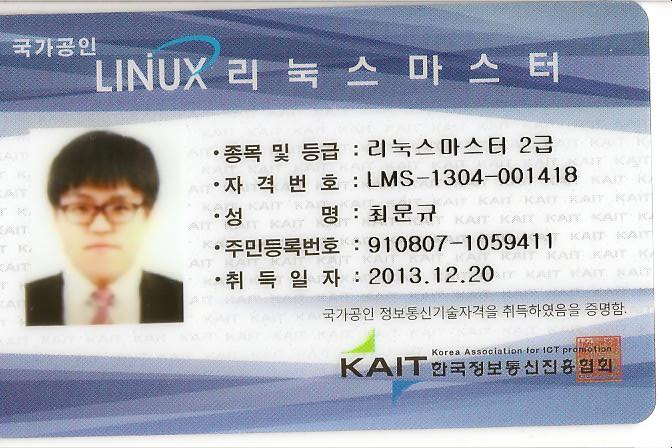 국가공인
LINUX 리눅스마스터
·종목 및 등급 : 리눅스마스터 2급
·자격번호 : LMS-1304-001418
·성 명 : 최문규
·주민등록번호 : 910807-1059411
·취득일자 : 2013.12.20
국가공인 정보통신기술자격을 취득하였음을 증명함.
KAIT Korea Association for ICT promotion
한국정보통신진흥협회